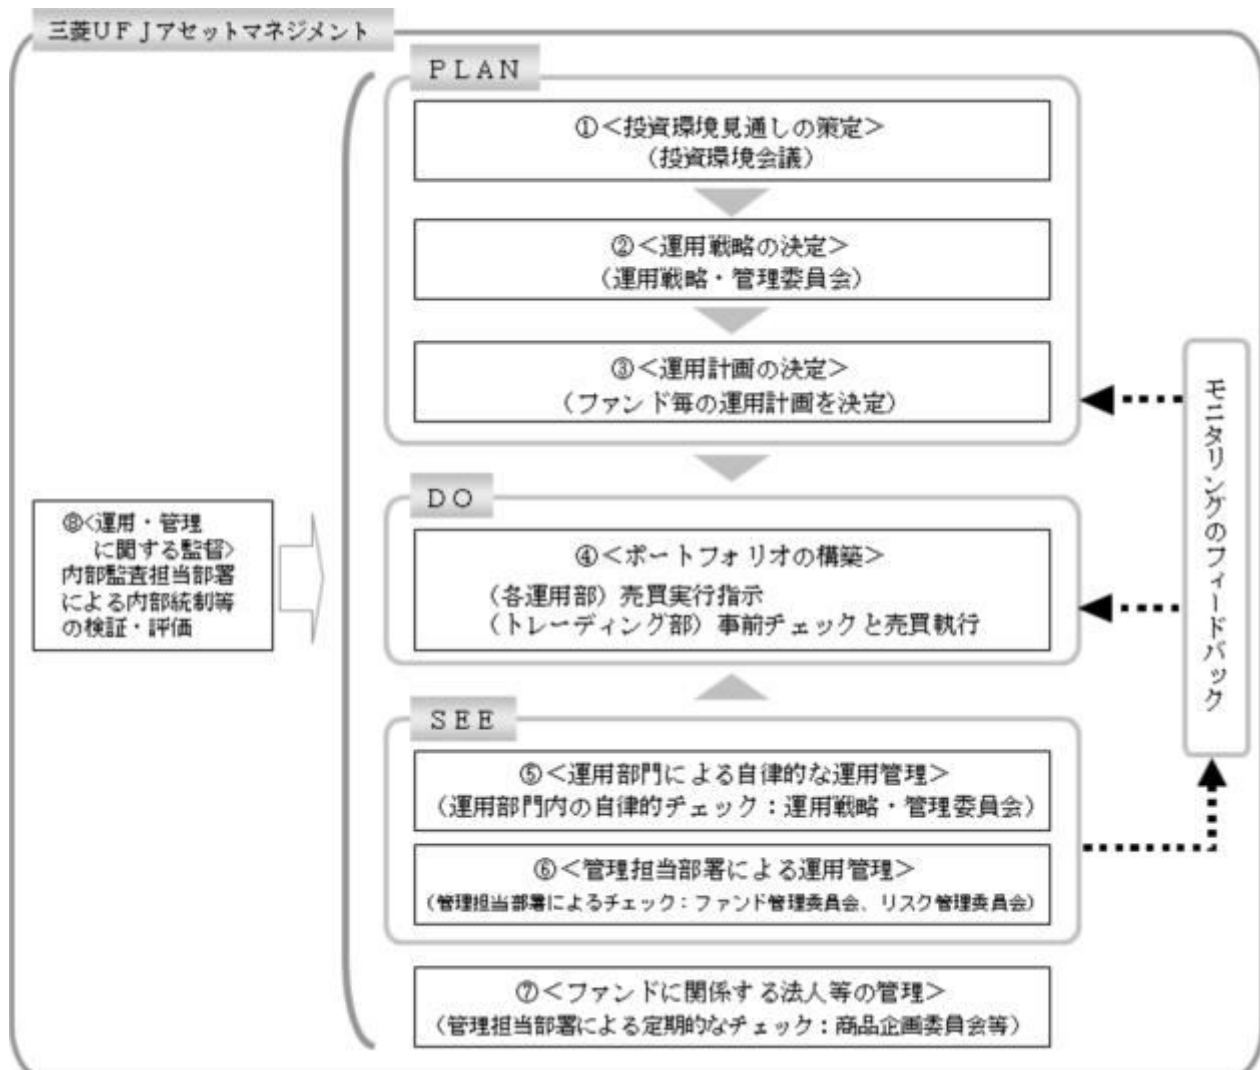 三菱UFJアセットマネジメント
PLAN
①<投資環境見通しの策定>
(投資環境会議)
②<運用戦略の決定>
(運用戦略・管理委員会)
③<運用計画の決定>
(ファンド毎の運用計画を決定)
DO
④<ポートフォリオの構築>
(各運用部)売買実行指示
(トレーディング部)事前チェックと売買執行
SEE
⑤<運用部門による自律的な運用管理>
(運用部門内の自律的チェック:運用戦略・管理委員会)
⑥<管理担当部署による運用管理>
(管理担当部署によるチェック:ファンド管理委員会、リスク管理委員会)
⑦<ファンドに関係する法人等の管理>
(管理担当部署による定期的なチェック:商品企画委員会等)
⑧<運用・管理
に関する監督>
内部監査担当部署
による内部統制等
の検証・評価
モニタリングのフィードバック